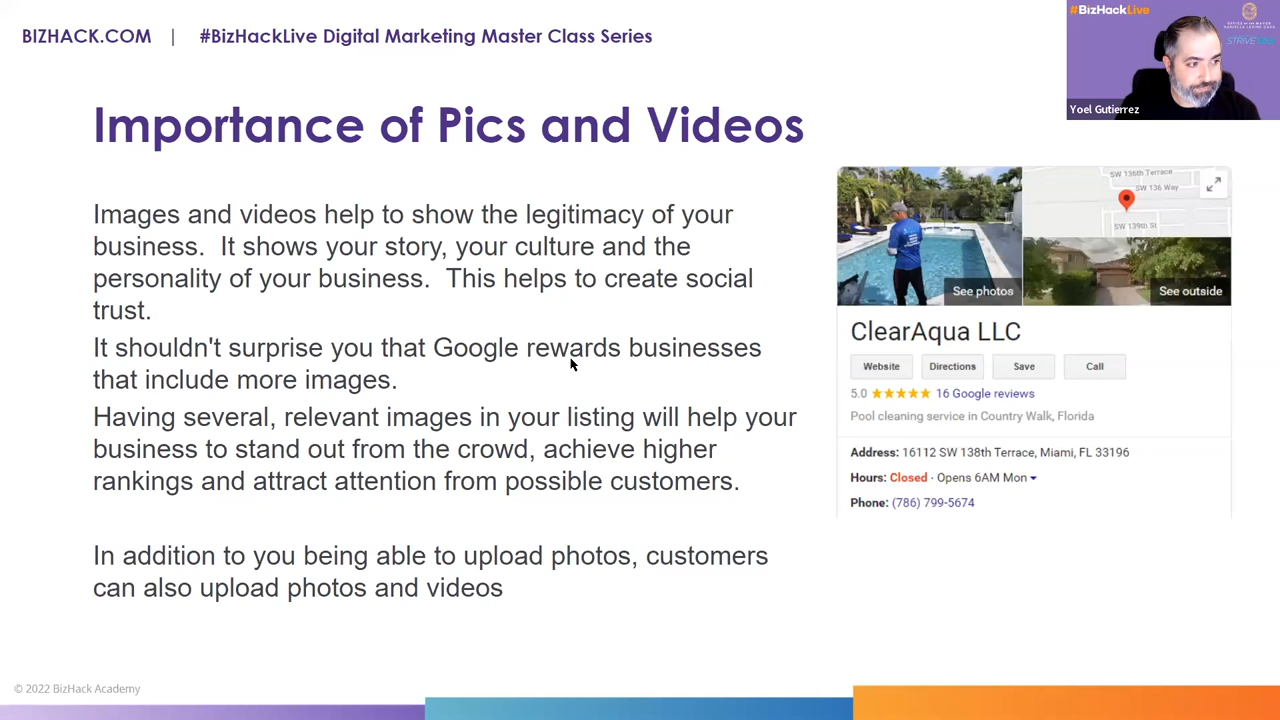 BIZHACK.COM | #BizHackLive Digital Marketing Master Class Series
#BizHackLive
Yoel Gutierrez
Importance of Pics and Videos
Images and videos help to show the legitimacy of your
business. It shows your story, your culture and the
personality of your business. This helps to create social
trust.
It shouldn't surprise you that Google rewards businesses
that include more images.
Having several, relevant images in your listing will help your
business to stand out from the crowd, achieve higher
rankings and attract attention from possible customers.
In addition to you being able to upload photos, customers
can also upload photos and videos
SW 136th Terrace
SW 136 Way
SW 139th St
See photos
See outside
ClearAqua LLC
Website Directions Save Call
5.0 16 Google reviews
Pool cleaning service in Country Walk, Florida
Address: 16112 SW 138th Terrace, Miami, FL 33196
Hours: Closed · Opens 6AM Mon
Phone: (786) 799-5674
© 2022 BizHack Academy